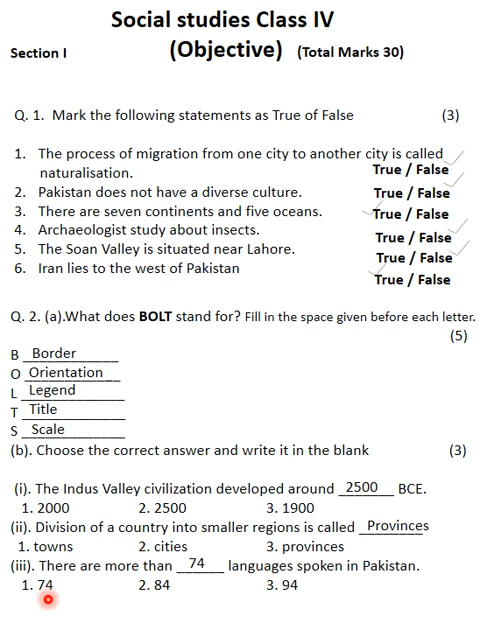 Social studies Class IV
Section I (Objective) (Total Marks 30)
Q. 1. Mark the following statements as True of False (3)
1. The process of migration from one city to another city is called
naturalisation. True / False
2. Pakistan does not have a diverse culture. True / False
3. There are seven continents and five oceans. True / False
4. Archaeologist study about insects. True / False
5. The Soan Valley is situated near Lahore. True / False
6. Iran lies to the west of Pakistan True / False
Q. 2. (a).What does BOLT stand for? Fill in the space given before each letter.
(5)
B Border
O Orientation
L Legend
T Title
S Scale
(b). Choose the correct answer and write it in the blank (3)
(i). The Indus Valley civilization developed around 2500 BCE.
1. 2000 2. 2500 3. 1900
(ii). Division of a country into smaller regions is called Provinces
1. towns 2. cities 3. provinces
(iii). There are more than 74 languages spoken in Pakistan.
1. 74 2. 84 3. 94